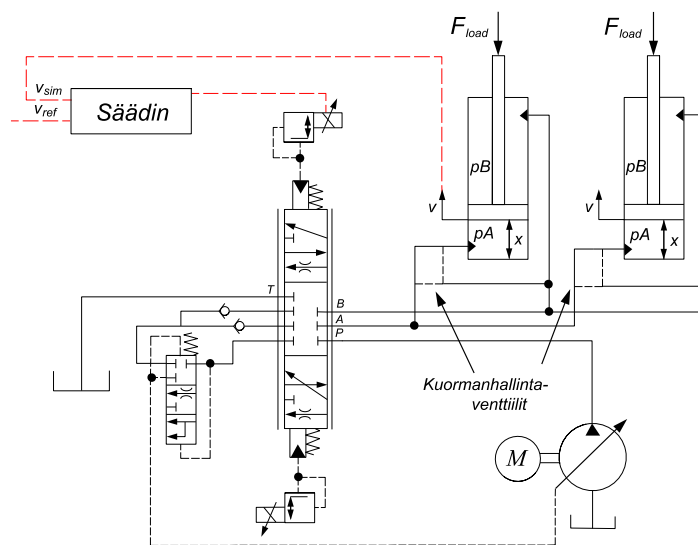 F_load
F_load
v_sim
v_ref
Säädin
pB
pB
v
pA
x
v
pA
x
T
B
A
P
Kuormanhallinta-
venttiilit
M